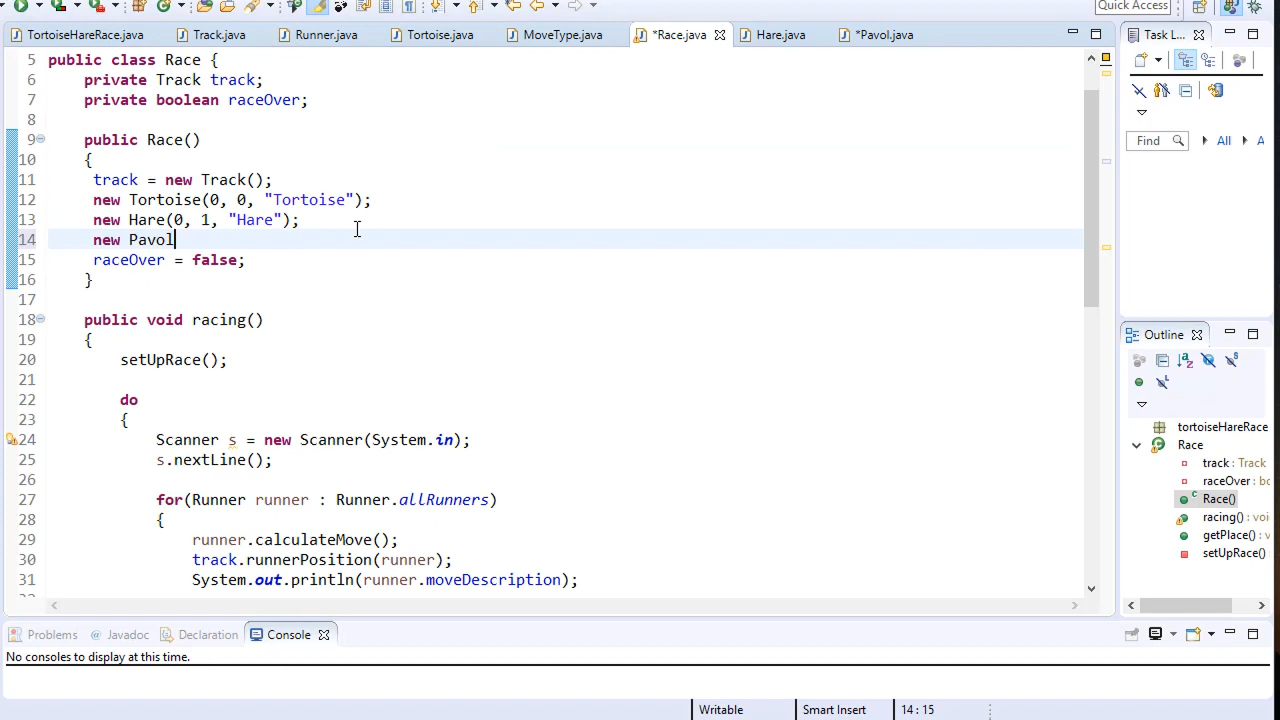 Quick Access
TortoiseHareRace.java
Track.java
Runner.java
Tortoise.java
MoveType.java
*Race.java
Hare.java
*Pavol.java
Task L...
5 public class Race {
6 private Track track;
7 private boolean raceOver;
8
9 public Race()
10 {
11 track = new Track();
12 new Tortoise(0, 0, "Tortoise");
13 new Hare(0, 1, "Hare");
14 new Pavol
15 raceOver = false;
16 }
17
18 public void racing()
19 {
20 setUpRace();
21
22 do
23 {
24 Scanner s = new Scanner(System.in);
25 s.nextLine();
26
27 for(Runner runner : Runner.allRunners)
28 {
29 runner.calculateMove();
30 track.runnerPosition(runner);
31 System.out.println(runner.moveDescription);
Find
All
A
Outline
tortoiseHareRace
Race
track : Track
raceOver : bo
Race()
racing() : voi
getPlace() : v
setUpRace()
Problems
@ Javadoc
Declaration
Console
No consoles to display at this time.
Writable
Smart Insert
14 : 15